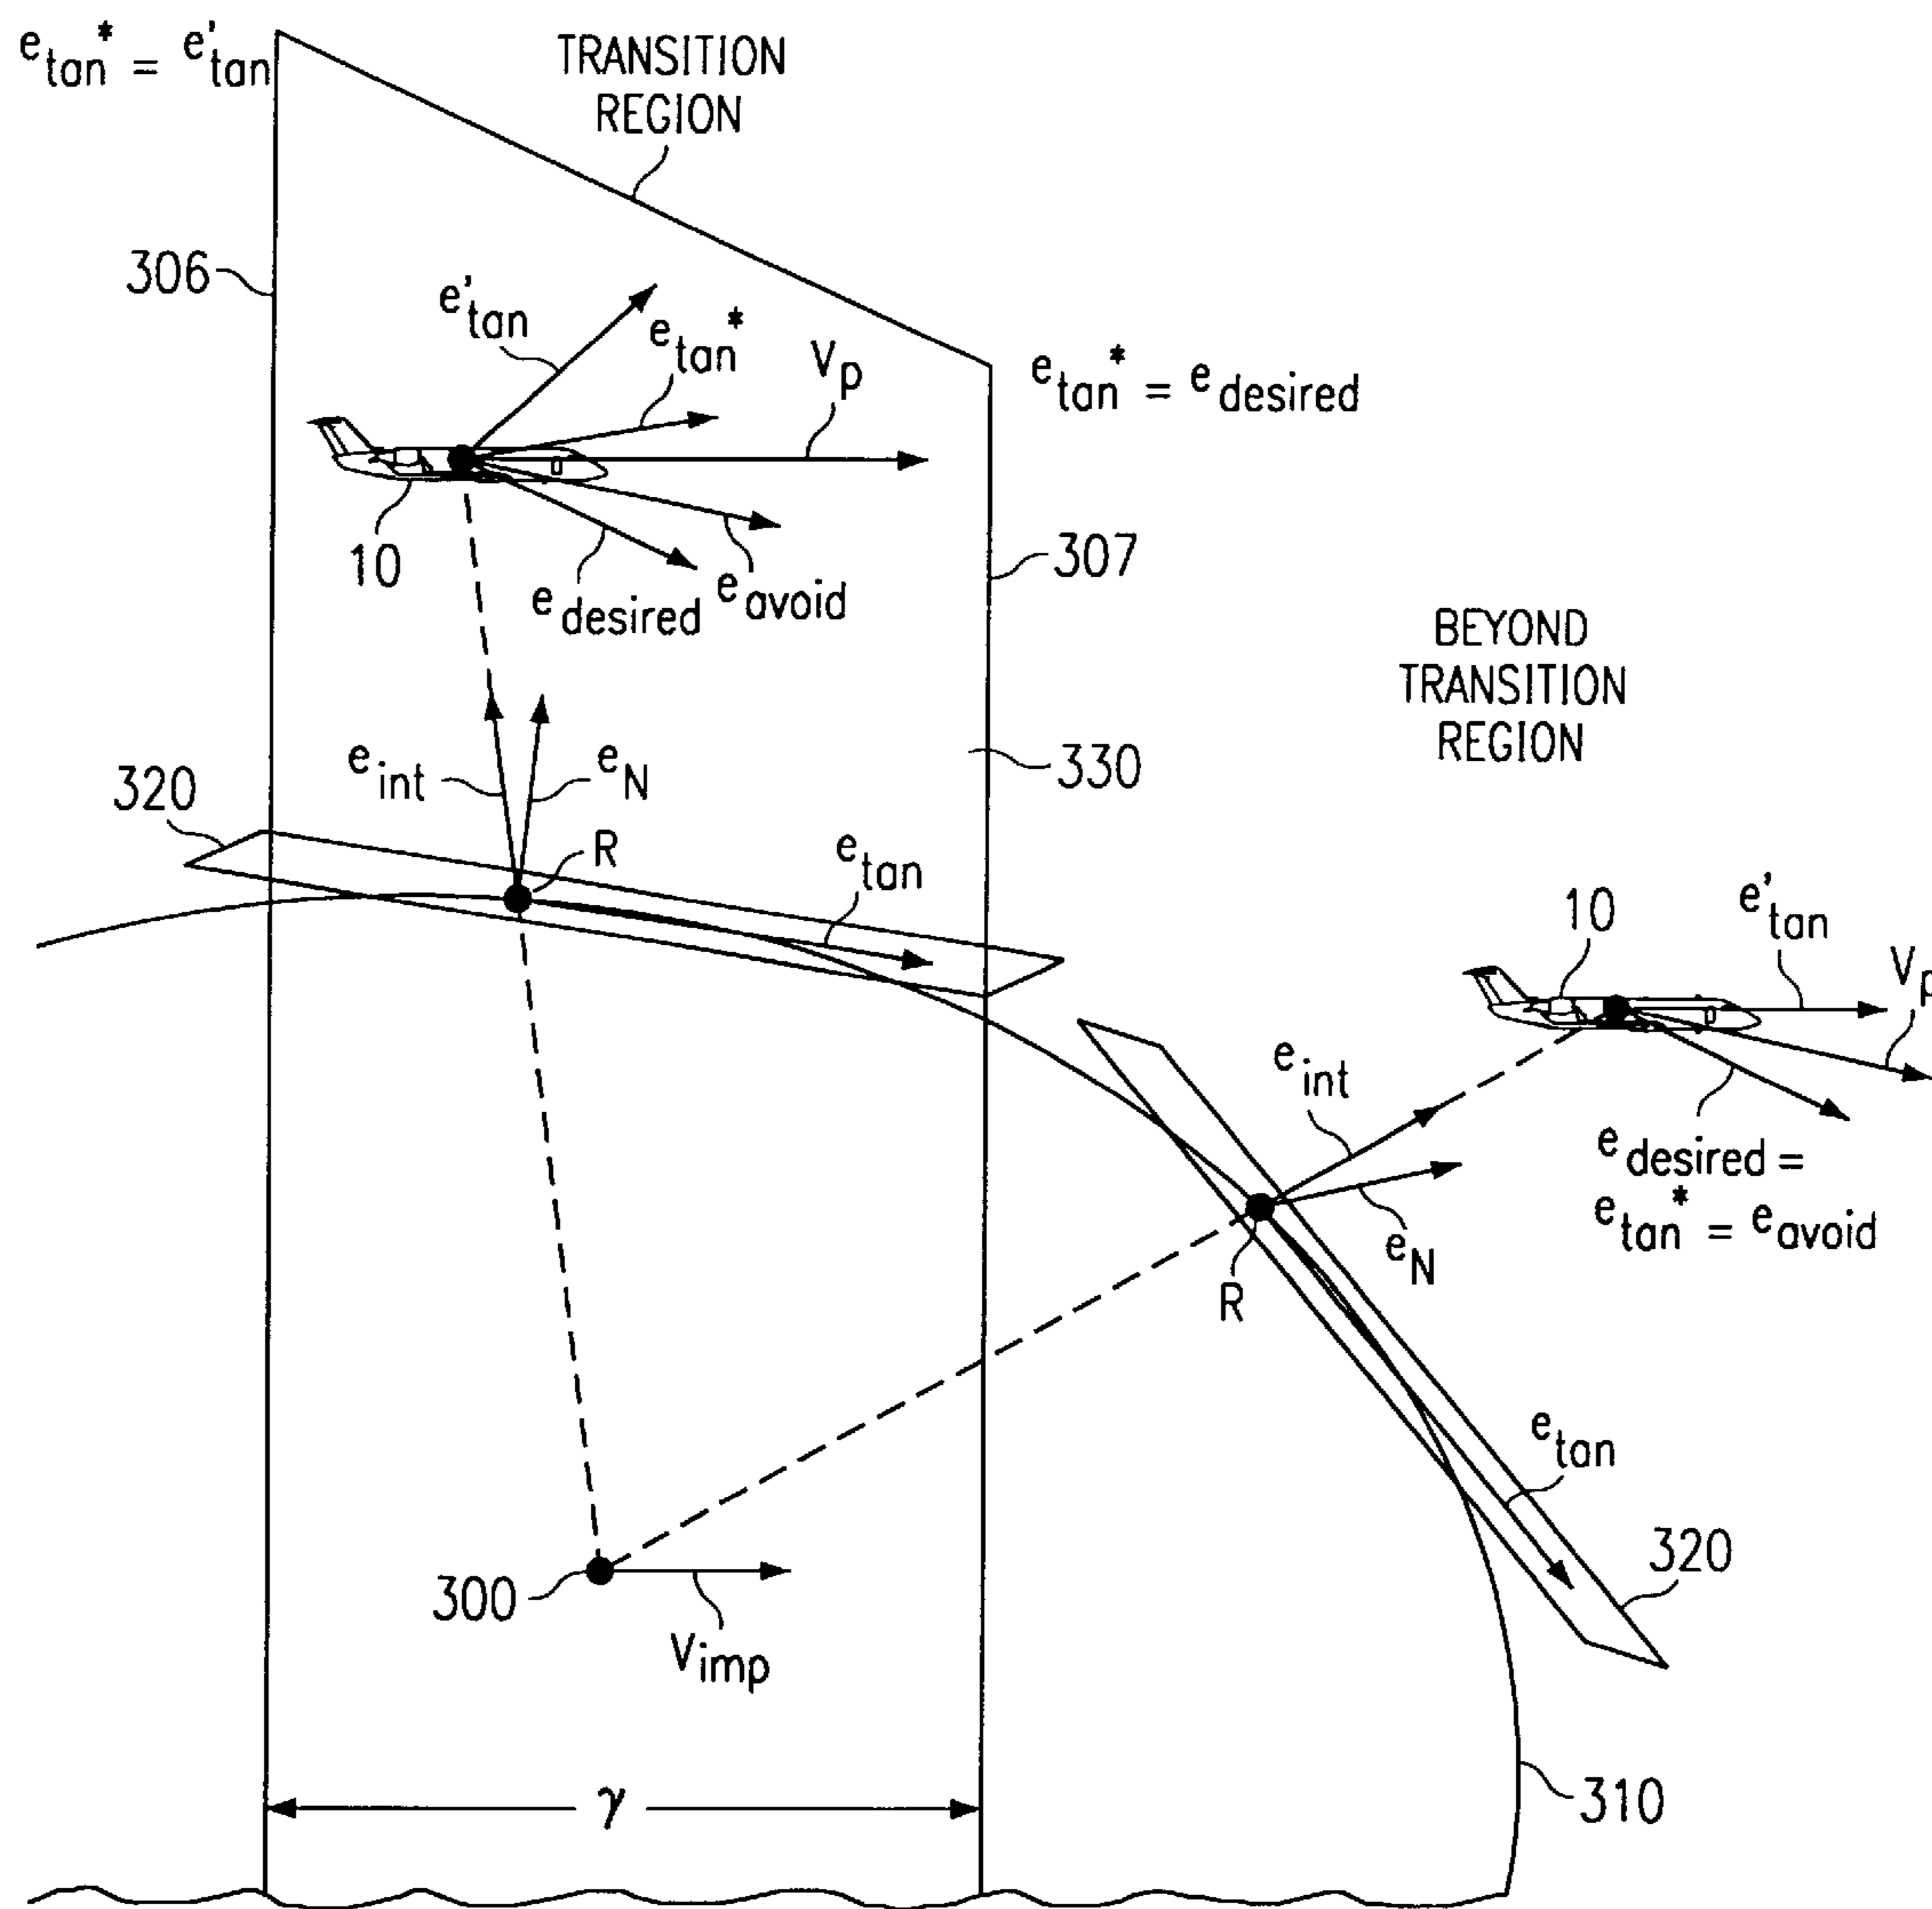 e_tan* = e'_tan
TRANSITION
REGION
306
e'_tan
e_tan*
V_p
e_tan* = e_desired
10
e_desired
e_avoid
307
BEYOND
TRANSITION
REGION
e_int
e_N
330
320
R
e_tan
10
e'_tan
V_p
e_int
e_desired =
e_tan* = e_avoid
e_N
R
e_tan
320
300
V_imp
γ
310